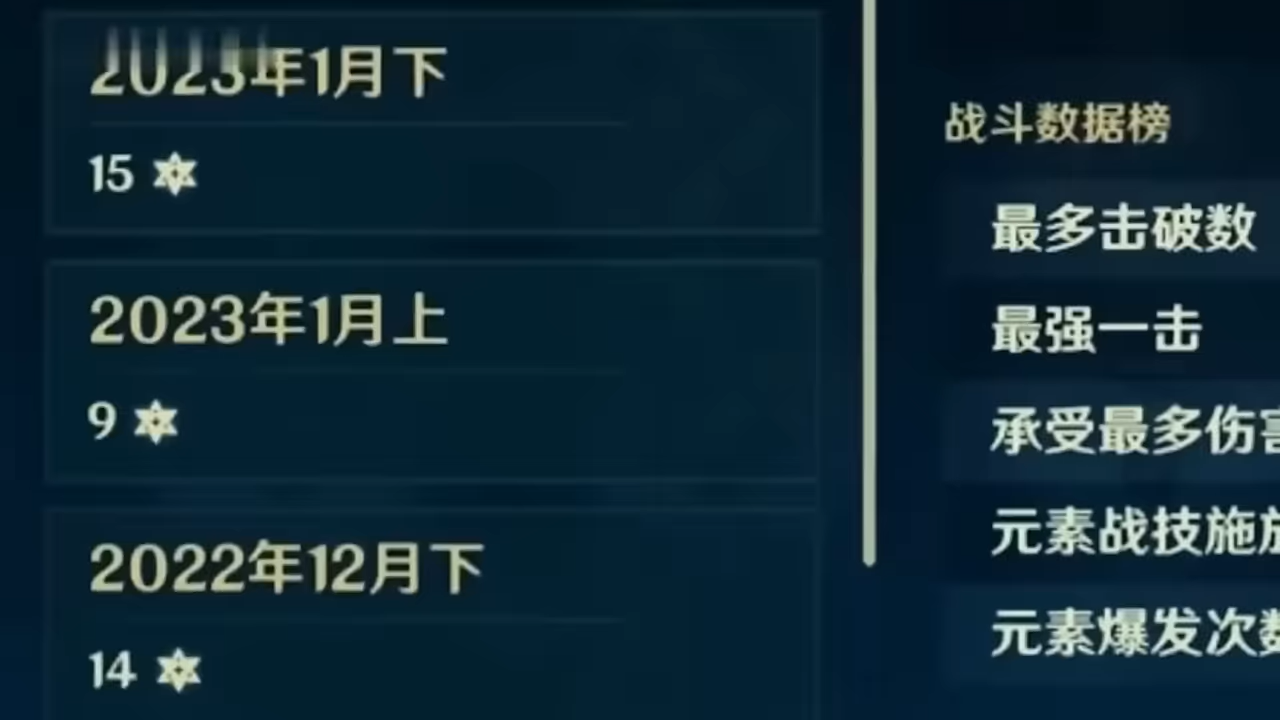 2023年1月下
15
2023年1月上
9
2022年12月下
14
战斗数据榜
最多击破数
最强一击
承受最多伤害
元素战技施放
元素爆发次数